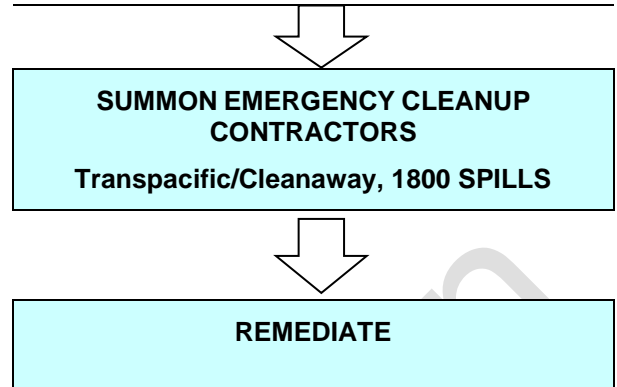 SUMMON EMERGENCY CLEANUP
CONTRACTORS
Transpacific/Cleanaway, 1800 SPILLS
REMEDIATE